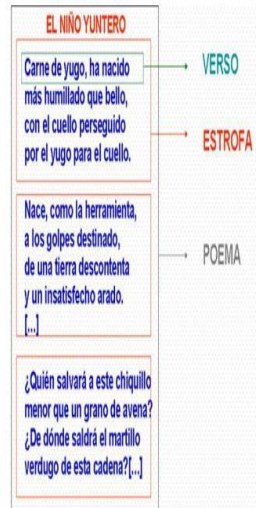 EL NIÑO YUNTERO
Carne de yugo, ha nacido
más humillado que bello,
con el cuello perseguido
por el yugo para el cuello.
Nace, como la herramienta,
a los golpes destinado,
de una tierra descontenta
y un insatisfecho arado.
[...]
¿Quién salvará a este chiquillo
menor que un grano de avena?
¿De dónde saldrá el martillo
verdugo de esta cadena?[...]
VERSO
ESTROFA
POEMA